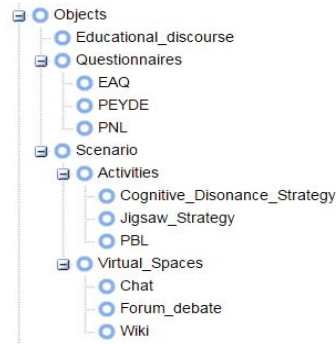 Objects
Educational_discourse
Questionnaires
EAQ
PEYDE
PNL
Scenario
Activities
Cognitive_Disonance_Strategy
Jigsaw_Strategy
PBL
Virtual_Spaces
Chat
Forum_debate
Wiki